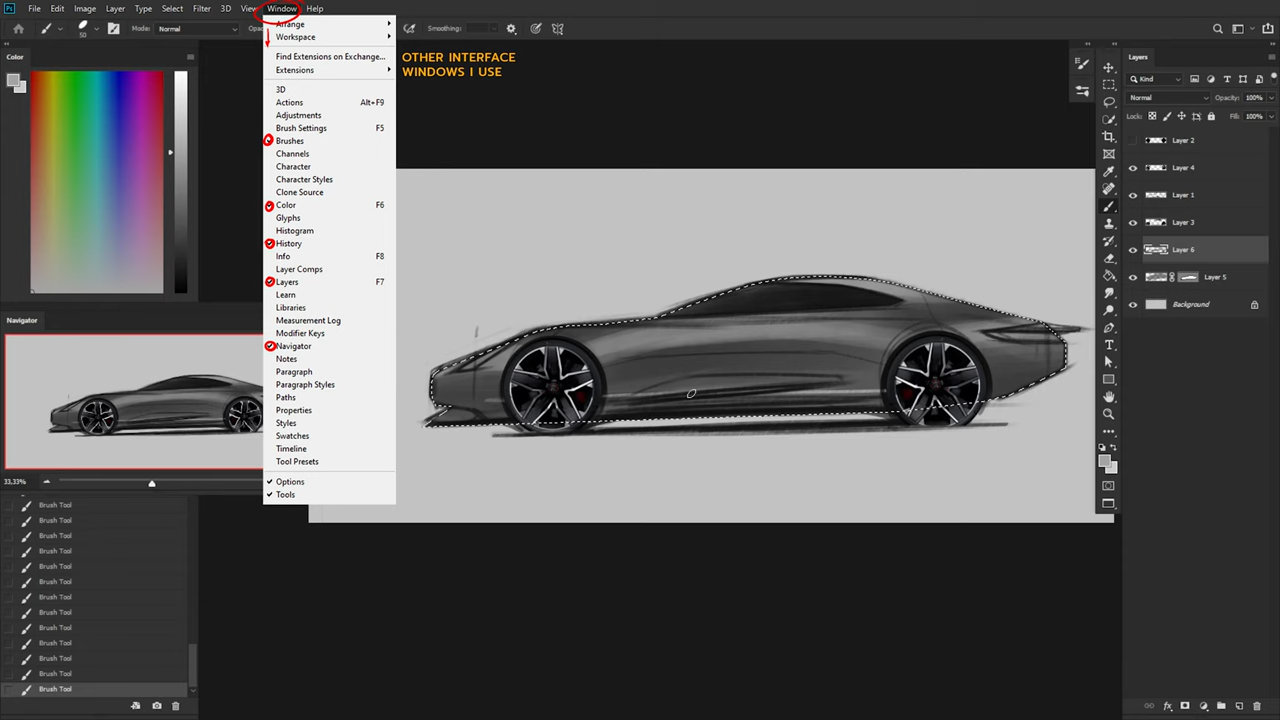 Ps File Edit Image Layer Type Select Filter 3D View Window Help
50 Mode: Normal Smoothing:
Color
Arrange
Workspace
Find Extensions on Exchange...
Extensions
3D
Actions Alt+F9
Adjustments
Brush Settings F5
Brushes
Channels
Character
Character Styles
Clone Source
Color F6
Glyphs
Histogram
History
Info F8
Layer Comps
Layers F7
Learn
Libraries
Measurement Log
Modifier Keys
Navigator
Notes
Paragraph
Paragraph Styles
Paths
Properties
Styles
Swatches
Timeline
Tool Presets
Options
Tools
OTHER INTERFACE
WINDOWS I USE
Navigator
33,33%
Brush Tool
Brush Tool
Brush Tool
Brush Tool
Brush Tool
Brush Tool
Brush Tool
Brush Tool
Brush Tool
Brush Tool
Brush Tool
Brush Tool
Brush Tool
Layers
Kind
Normal Opacity: 100%
Lock: Fill: 100%
Layer 2
Layer 4
Layer 1
Layer 3
Layer 6
Layer 5
Background